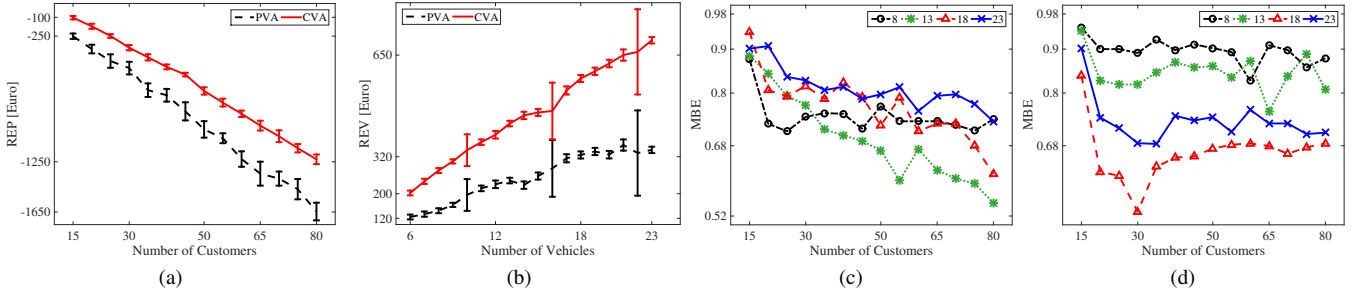 PVA CVA
-100
-250
-1250
-1650
REP [Euro]
15 30 50 65 80
Number of Customers
(a)
PVA CVA
650
320
200
120
REV [Euro]
6 10 16 18 23
Number of Vehicles
(b)
8 13 18 23
0.98
0.9
0.8
0.68
0.52
MBE
15 30 50 65 80
Number of Customers
(c)
8 13 18 23
0.98
0.9
0.8
0.68
MBE
15 30 50 65 80
Number of Customers
(d)